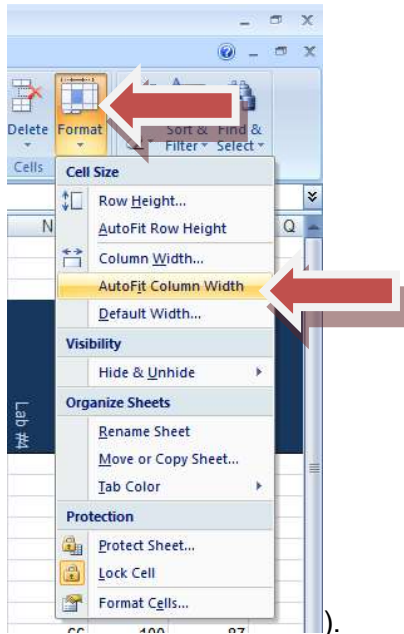 Delete Format Sort & Find &
Filter Select
Cells Cell Size
Row Height...
N AutoFit Row Height Q
Column Width...
AutoFit Column Width
Default Width...
Visibility
Hide & Unhide
Organize Sheets
Lab #4
Rename Sheet
Move or Copy Sheet...
Tab Color
Protection
Protect Sheet...
Lock Cell
Format Cells...
66 100 87
).